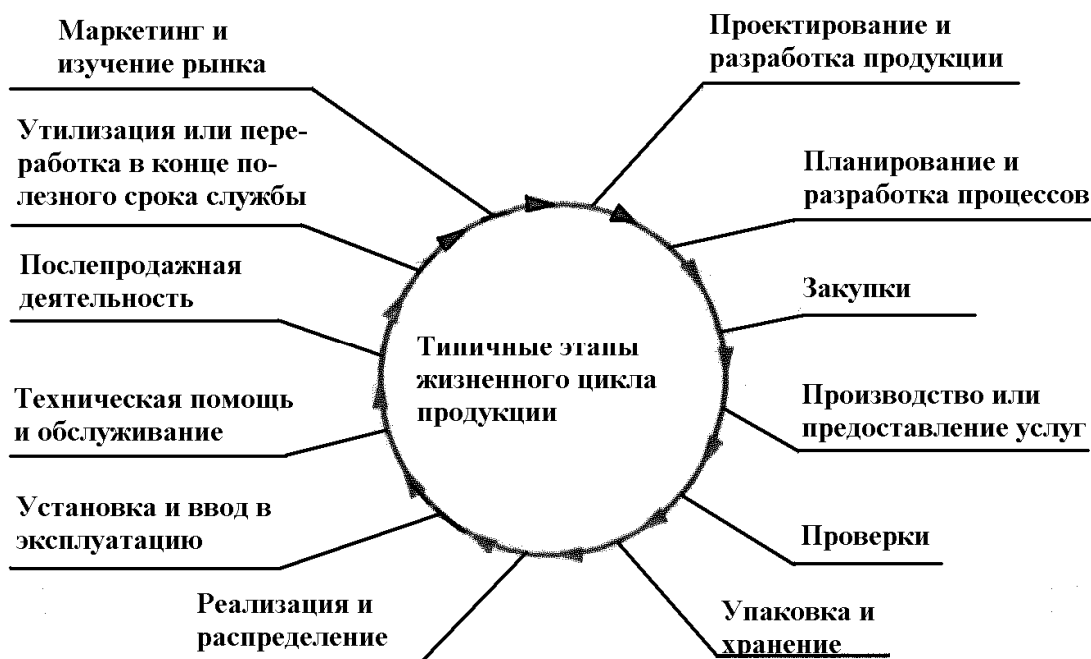 Маркетинг и
изучение рынка
Проектирование и
разработка продукции
Планирование и
разработка процессов
Закупки
Производство или
предоставление услуг
Проверки
Упаковка и
хранение
Реализация и
распределение
Установка и ввод в
эксплуатацию
Техническая помощь
и обслуживание
Послепродажная
деятельность
Утилизация или пере-
работка в конце по-
лезного срока службы
Типичные этапы
жизненного цикла
продукции